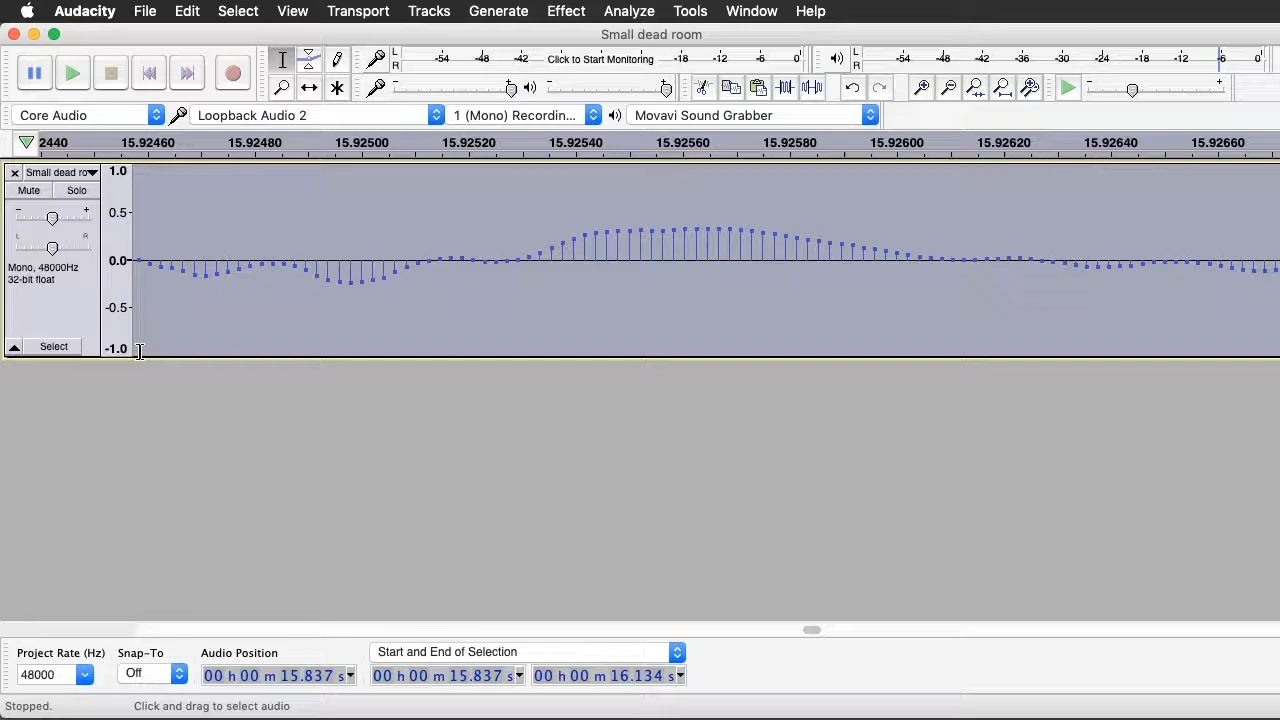 Audacity File Edit Select View Transport Tracks Generate Effect Analyze Tools Window Help
Small dead room
L R -54 -48 -42 Click to Start Monitoring -18 -12 -6 0 L R -54 -48 -42 -36 -30 -24 -18 -12 -6 0
Core Audio Loopback Audio 2 1 (Mono) Recordin... Movavi Sound Grabber
2440 15.92460 15.92480 15.92500 15.92520 15.92540 15.92560 15.92580 15.92600 15.92620 15.92640 15.92660
Small dead ro 1.0
Mute Solo
0.5
L R
Mono, 48000Hz 0.0
32-bit float
-0.5
Select -1.0
Project Rate (Hz) Snap-To Audio Position Start and End of Selection
48000 Off 00 h 00 m 15.837 s 00 h 00 m 15.837 s 00 h 00 m 16.134 s
Stopped. Click and drag to select audio